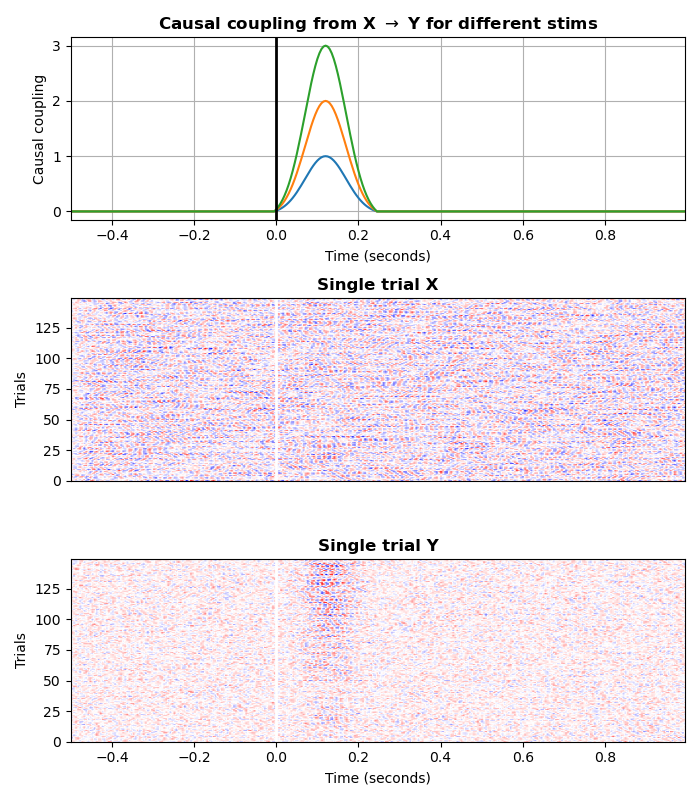 Causal coupling from X → Y for different stims
3
2
1
0
Causal coupling
−0.4 −0.2 0.0 0.2 0.4 0.6 0.8
Time (seconds)
Single trial X
125
100
75
50
25
0
Trials
Single trial Y
125
100
75
50
25
0
Trials
−0.4 −0.2 0.0 0.2 0.4 0.6 0.8
Time (seconds)